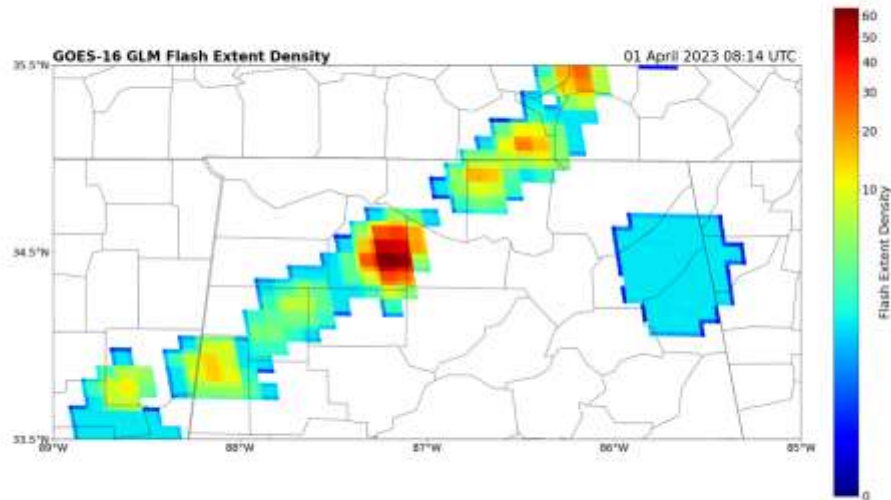 GOES-16 GLM Flash Extent Density
01 April 2023 08:14 UTC
35.5°N
34.5°N
33.5°N
89°W
88°W
87°W
86°W
85°W
60
50
40
30
20
10
0
Flash Extent Density